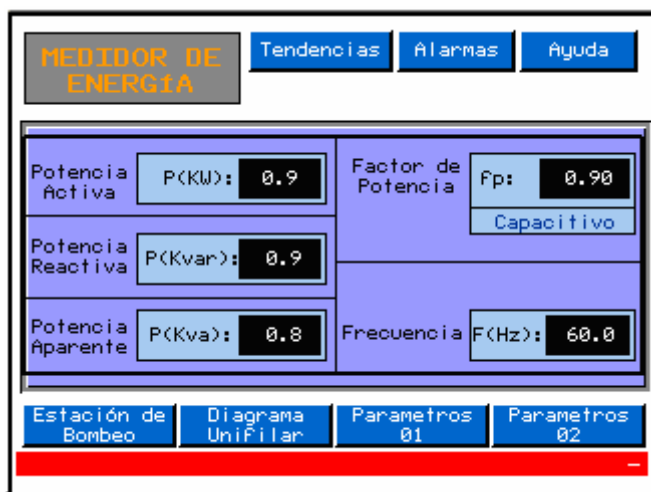 MEDIDOR DE
ENERGíA
Tendencias
Alarmas
Ayuda
Potencia
Activa
P(KW):
0.9
Factor de
Potencia
fp:
0.90
Capacitivo
Potencia
Reactiva
P(Kvar):
0.9
Potencia
Aparente
P(Kva):
0.8
Frecuencia
F(Hz):
60.0
Estación de
Bombeo
Diagrama
Unifilar
Parametros
01
Parametros
02